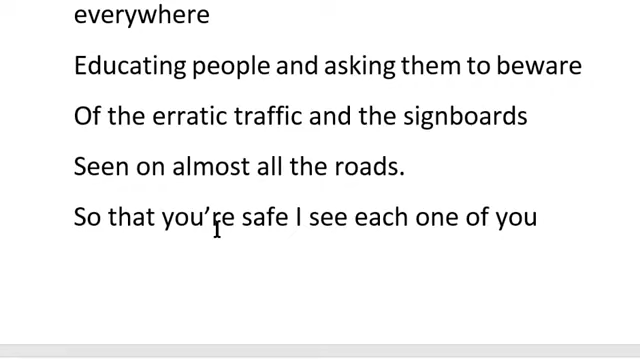 everywhere
Educating people and asking them to beware
Of the erratic traffic and the signboards
Seen on almost all the roads.
So that you’re safe I see each one of you